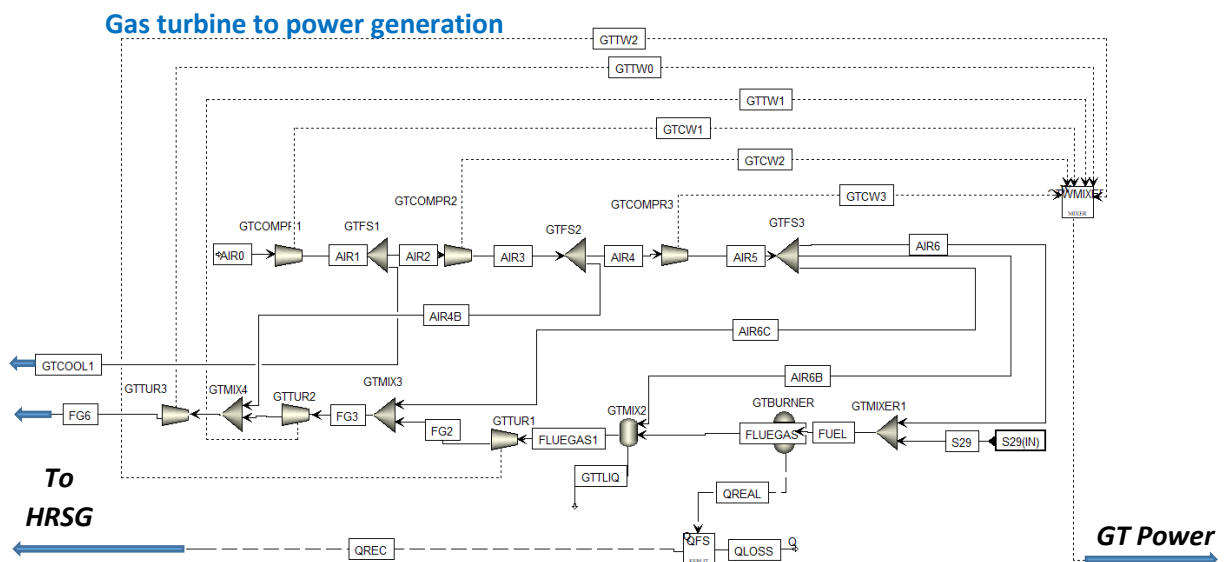 Gas turbine to power generation
GTTW2
GTTW0
GTTW1
GTCW1
GTCW2
GTCW3
GTCOMPR1
GTFS1
GTCOMPR2
GTFS2
GTCOMPR3
GTFS3
MIXER
AIR0
AIR1
AIR2
AIR3
AIR4
AIR5
AIR6
AIR4B
AIR6C
AIR6B
GTCOOL1
GTTUR3
GTMIX4
GTTUR2
GTMIX3
GTTUR1
GTMIX2
GTBURNER
GTMIXER1
FG6
FG3
FG2
FLUEGAS1
FLUEGAS
FUEL
S29
S29(IN)
GTTLIQ
QREAL
To
HRSG
QREC
QFS
QLOSS
Q
GT Power